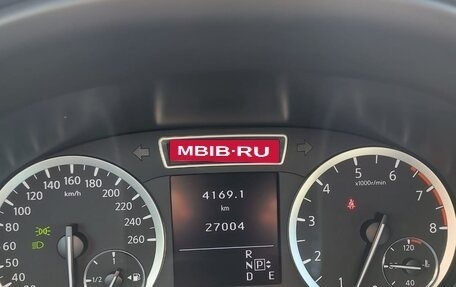 MBIB·RU
80 100 120 140 160 180 200 220 240 260
km/h
1/2 1
4169.1
km
27004
R
N P
D E
x1000r/min
1 2 3 4 5 6 7 8
120
40